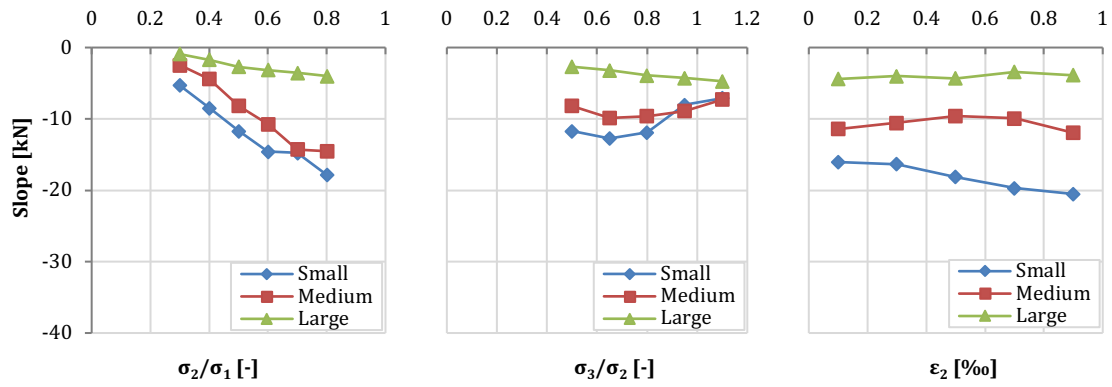 0 0.2 0.4 0.6 0.8 1
0 0.2 0.4 0.6 0.8 1 1.2
0 0.2 0.4 0.6 0.8 1
0
-10
-20
-30
-40
Slope [kN]
Small
Medium
Large
Small
Medium
Large
Small
Medium
Large
σ₂/σ₁ [-]
σ₃/σ₂ [-]
ε₂ [‰]